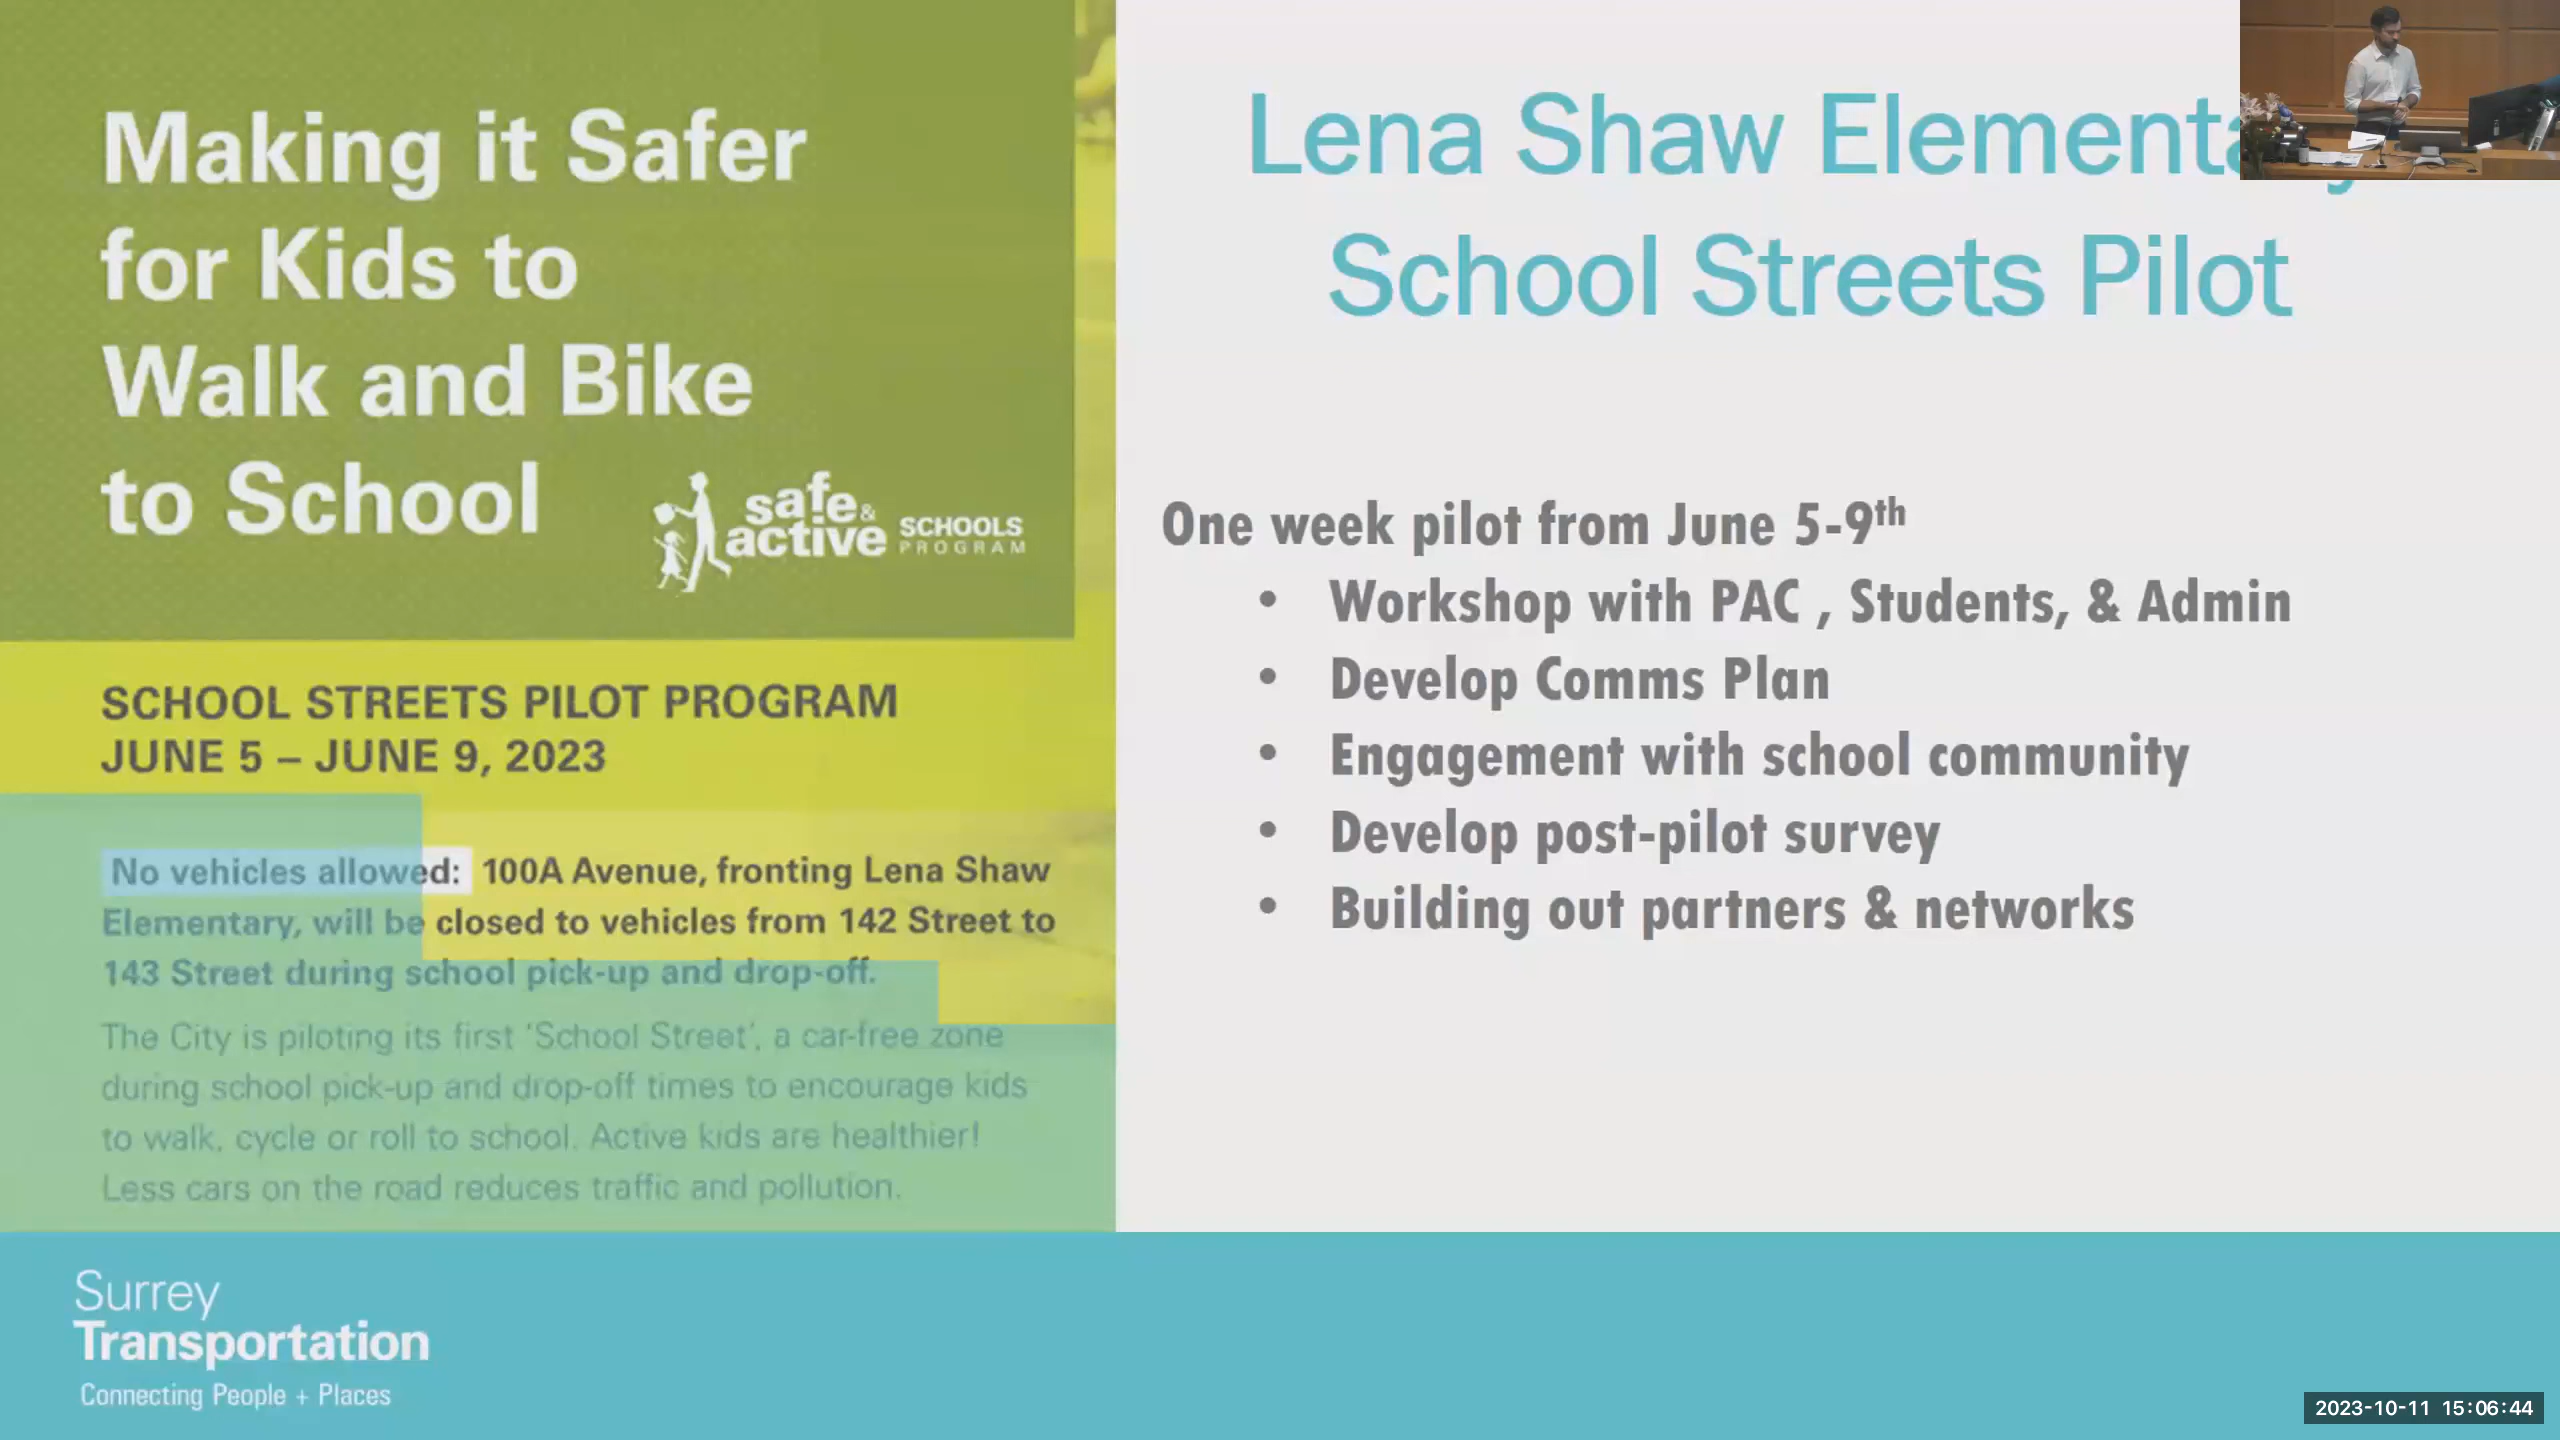 Making it Safer
for Kids to
Walk and Bike
to School
safe &
active SCHOOLS
PROGRAM
SCHOOL STREETS PILOT PROGRAM
JUNE 5 – JUNE 9, 2023
No vehicles allowed: 100A Avenue, fronting Lena Shaw
Elementary, will be closed to vehicles from 142 Street to
143 Street during school pick-up and drop-off.
The City is piloting its first ‘School Street’, a car-free zone
during school pick-up and drop-off times to encourage kids
to walk, cycle or roll to school. Active kids are healthier!
Less cars on the road reduces traffic and pollution.
Lena Shaw
School Streets Pilot
One week pilot from June 5-9th
• Workshop with PAC , Students, & Admin
• Develop Comms Plan
• Engagement with school community
• Develop post-pilot survey
• Building out partners & networks
Surrey
Transportation
Connecting People + Places
2023-10-11 15:06:44